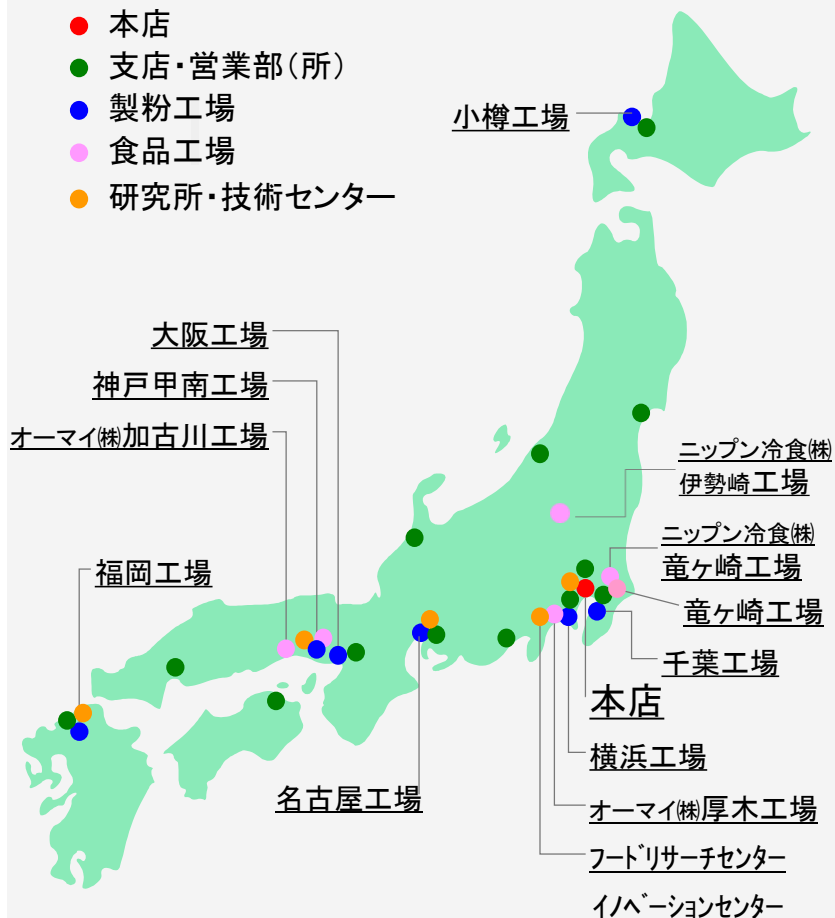 本店
支店・営業部(所)
製粉工場
食品工場
研究所・技術センター
小樽工場
大阪工場
神戸甲南工場
オーマイ㈱加古川工場
福岡工場
ニップン冷食㈱
伊勢崎工場
ニップン冷食㈱
竜ヶ崎工場
竜ヶ崎工場
千葉工場
本店
横浜工場
名古屋工場
オーマイ㈱厚木工場
フードリサーチセンター
イノベーションセンター